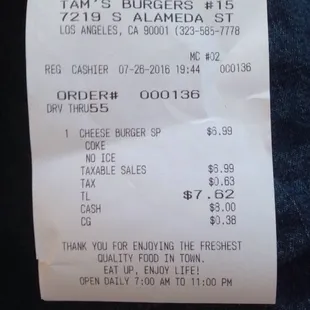 TAM'S BURGERS #15
7219 S ALAMEDA ST
LOS ANGELES, CA 90001 (323-585-7778
MC #02
REG CASHIER 07-26-2016 19:44 000136
ORDER# 000136
DRV THRU55
1 CHEESE BURGER SP $6.99
COKE
NO ICE
TAXABLE SALES $6.99
TAX $0.63
TL $7.62
CASH $8.00
CG $0.38
THANK YOU FOR ENJOYING THE FRESHEST
QUALITY FOOD IN TOWN.
EAT UP, ENJOY LIFE!
OPEN DAILY 7:00 AM TO 11:00 PM